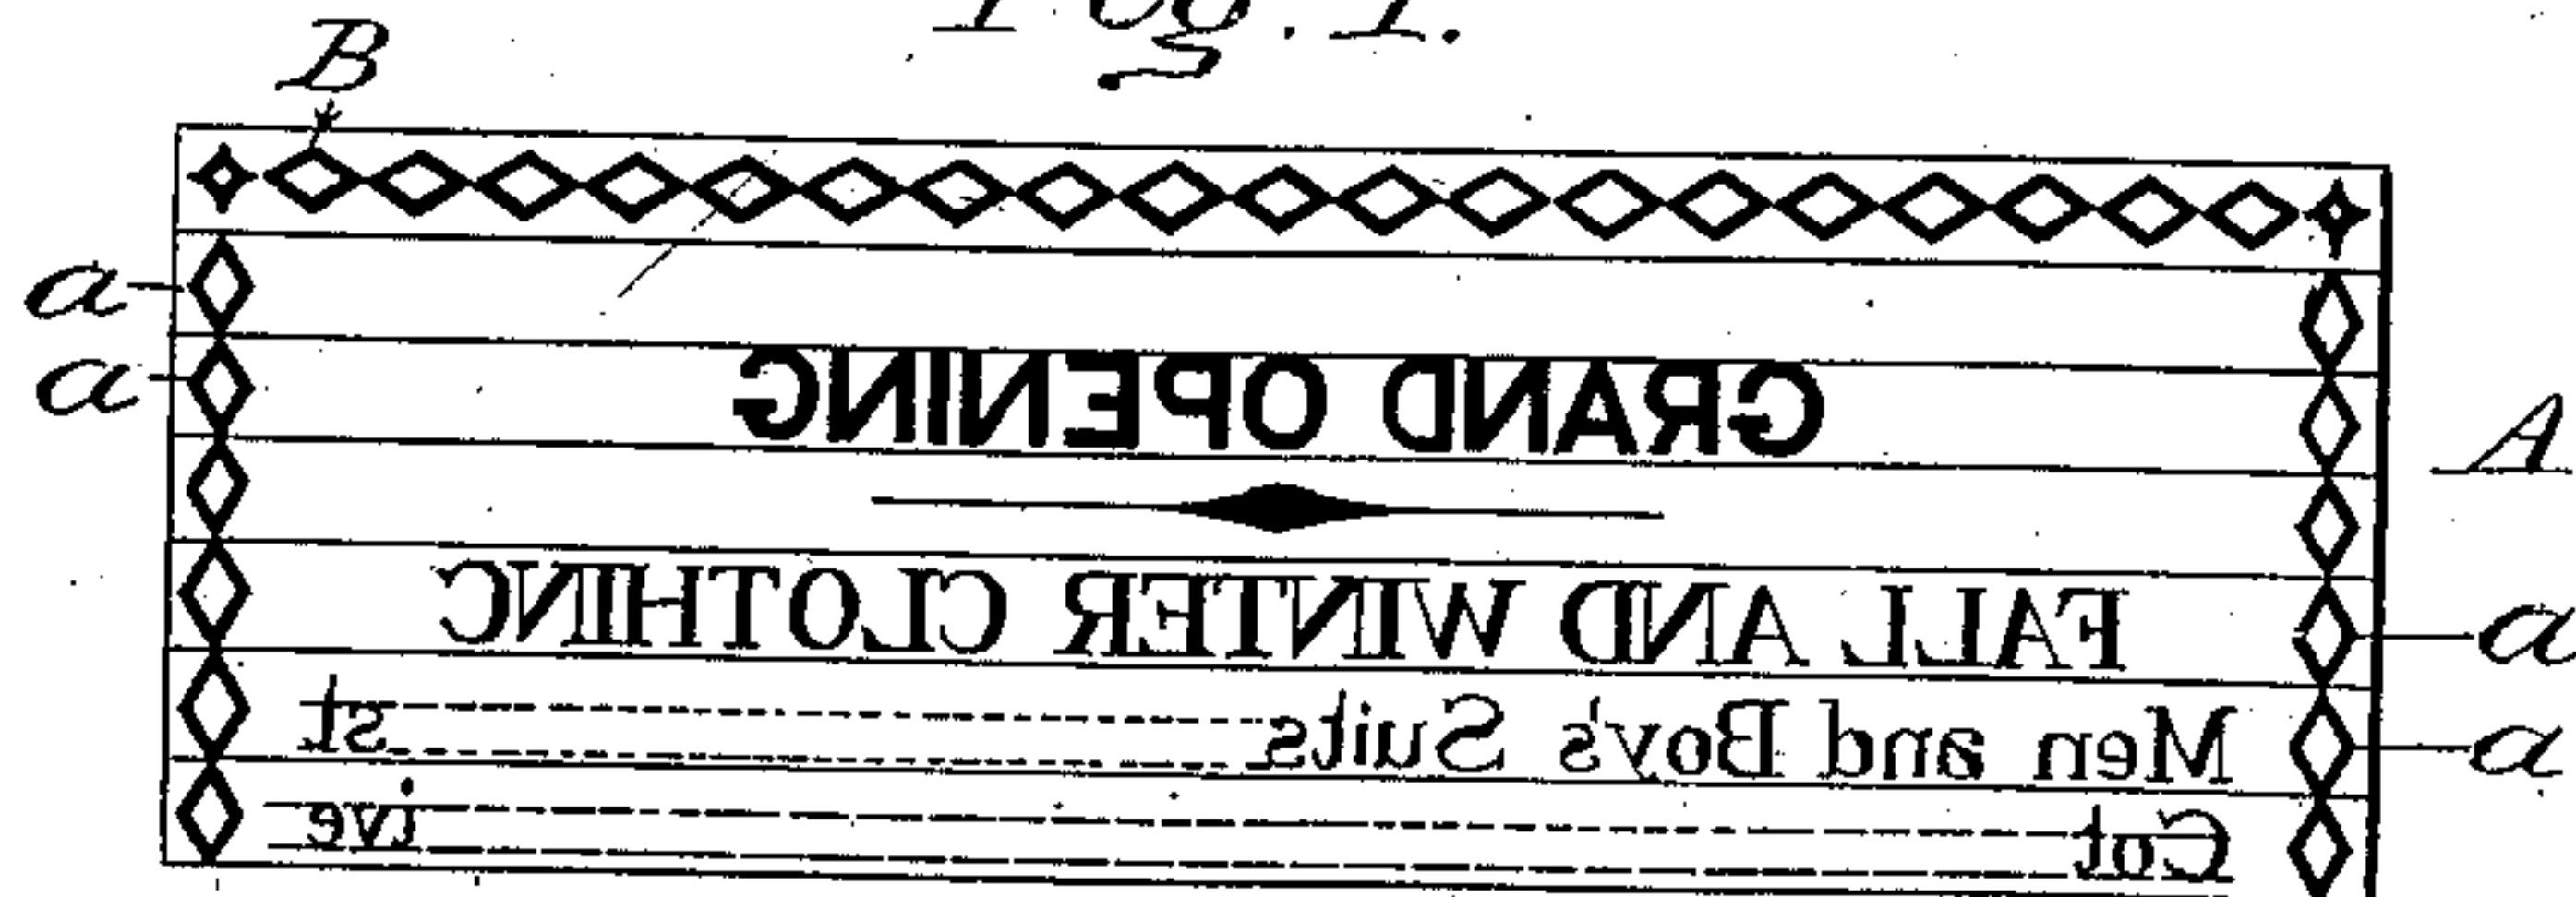 Fig. 1.
B
a
a
GRAND OPENING
A
FALL AND WINTER CLOTHING
a
Men and Boy's Suits st
a
Cot ive